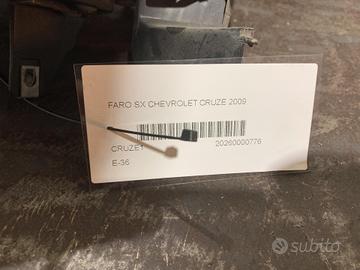 FARO SX CHEVROLET CRUZE 2009
CRUZE1 20260000776
E-36
subito